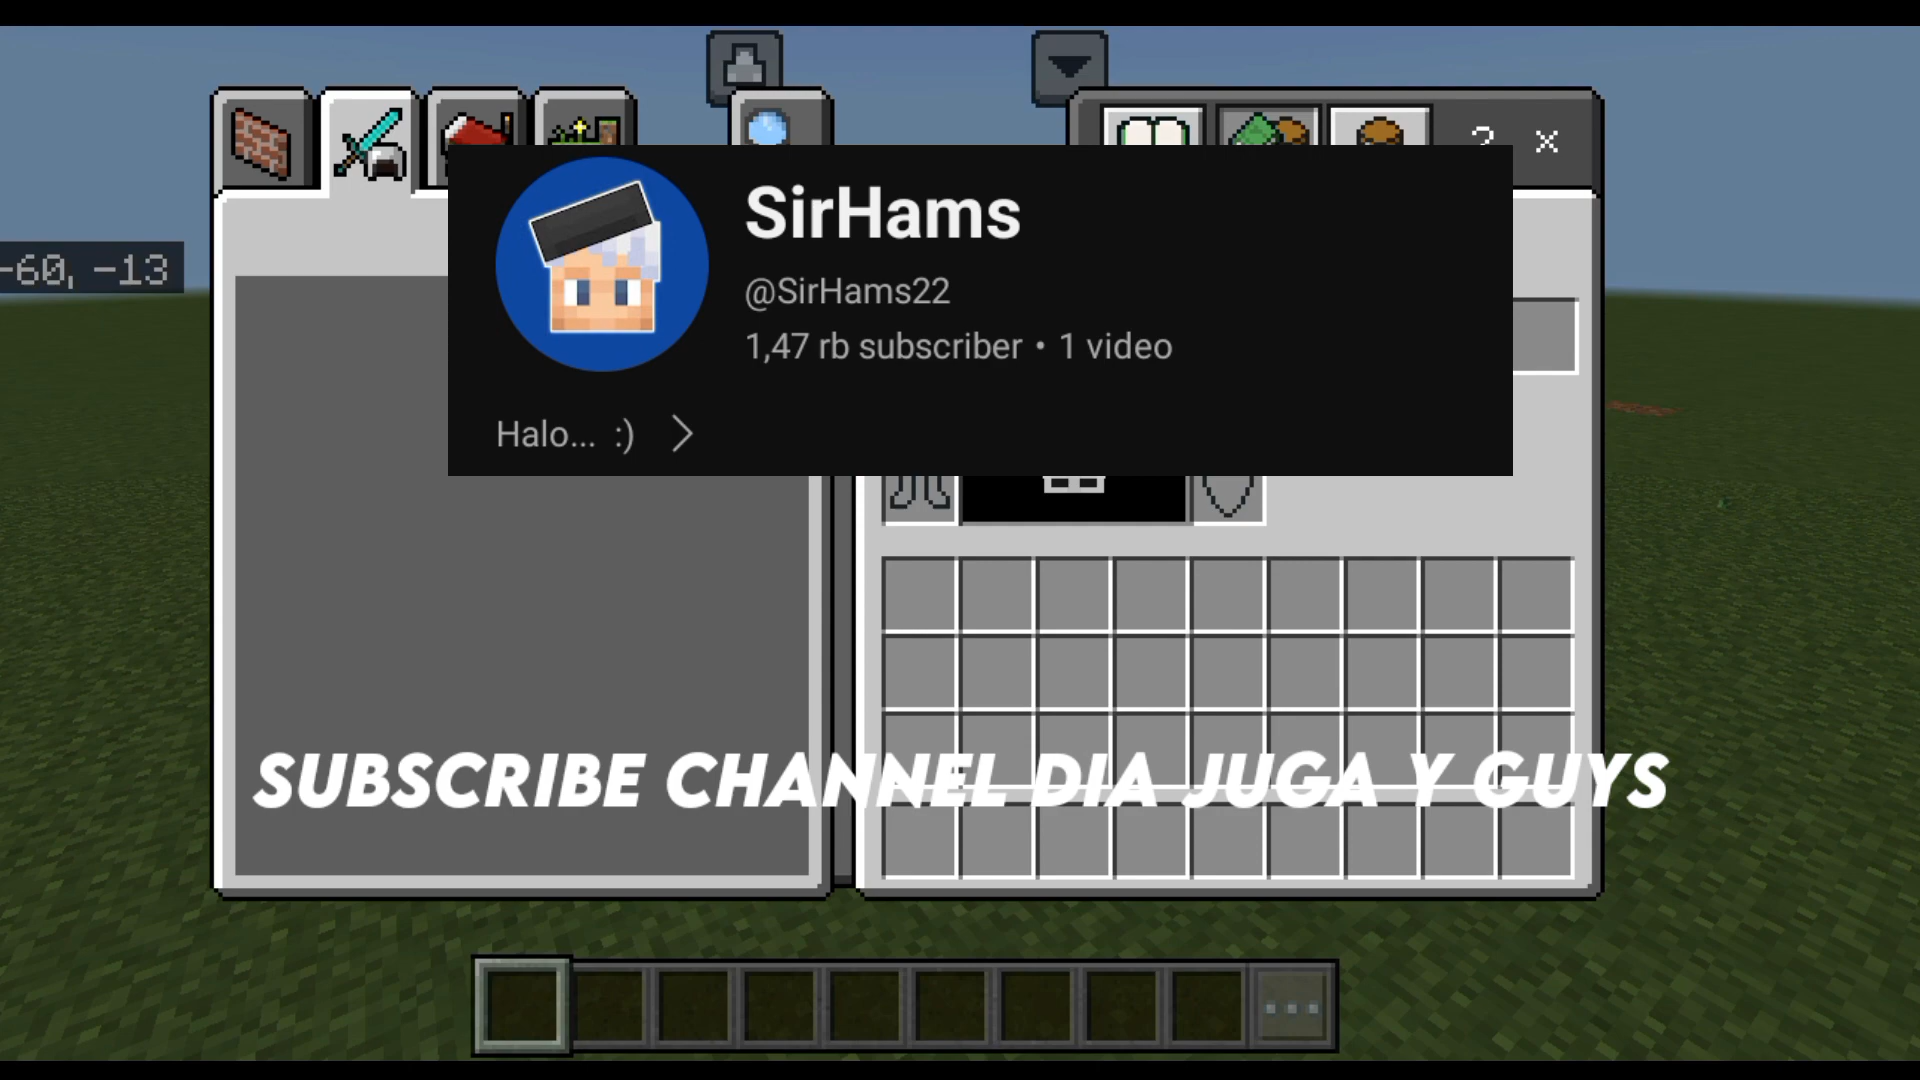 ? ×
SirHams
-60, -13
@SirHams22
1,47 rb subscriber • 1 video
Halo... :)
SUBSCRIBE CHANNEL DIA JUGA Y GUYS